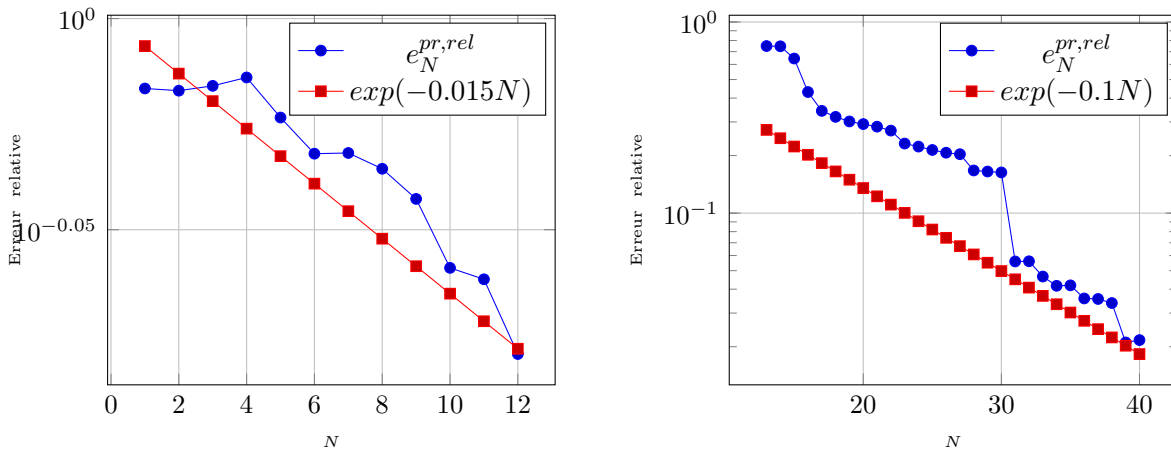 10^0
10^{-0.05}
Erreur relative
0 2 4 6 8 10 12
N
e_N^{pr,rel}
exp(−0.015N)
10^0
10^{-1}
Erreur relative
20 30 40
N
e_N^{pr,rel}
exp(−0.1N)